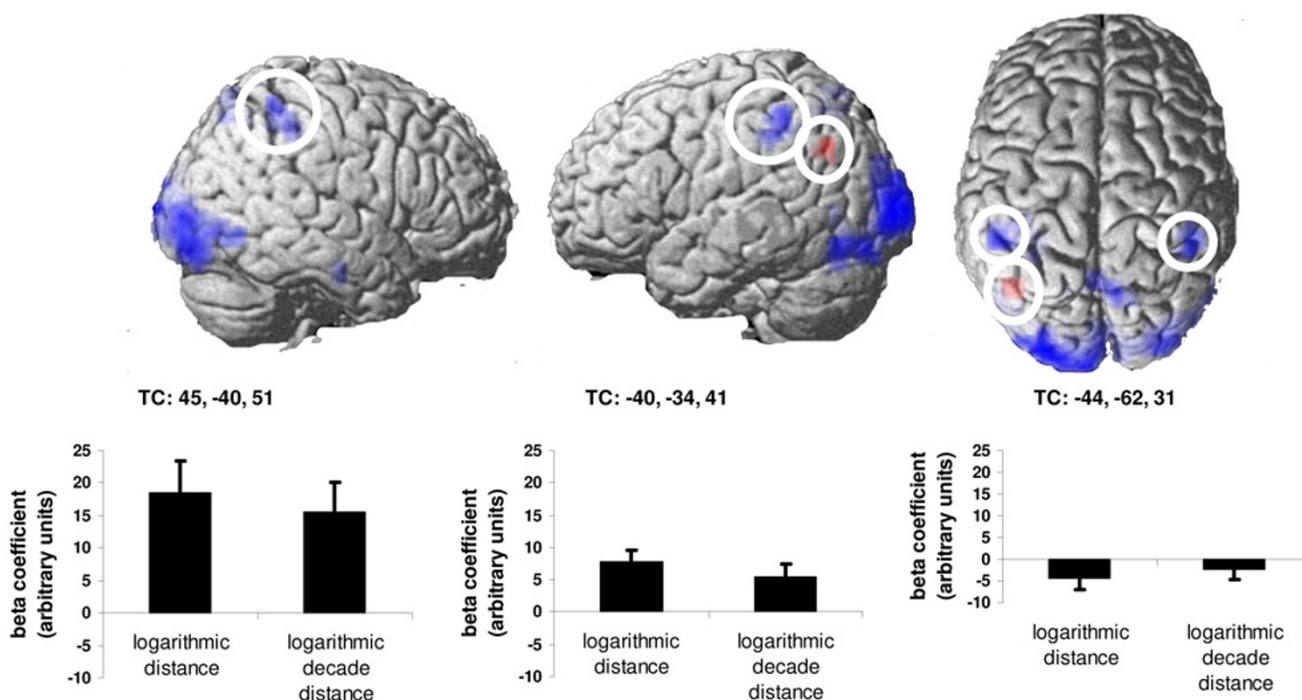 TC: 45, -40, 51
TC: -40, -34, 41
TC: -44, -62, 31
beta coefficient
(arbitrary units)
25
20
15
10
5
0
-5
-10
logarithmic
distance
logarithmic
decade
distance
beta coefficient
(arbitrary units)
25
20
15
10
5
0
-5
-10
logarithmic
distance
logarithmic
decade
distance
beta coefficient
(arbitrary units)
25
20
15
10
5
0
-5
-10
logarithmic
distance
logarithmic
decade
distance